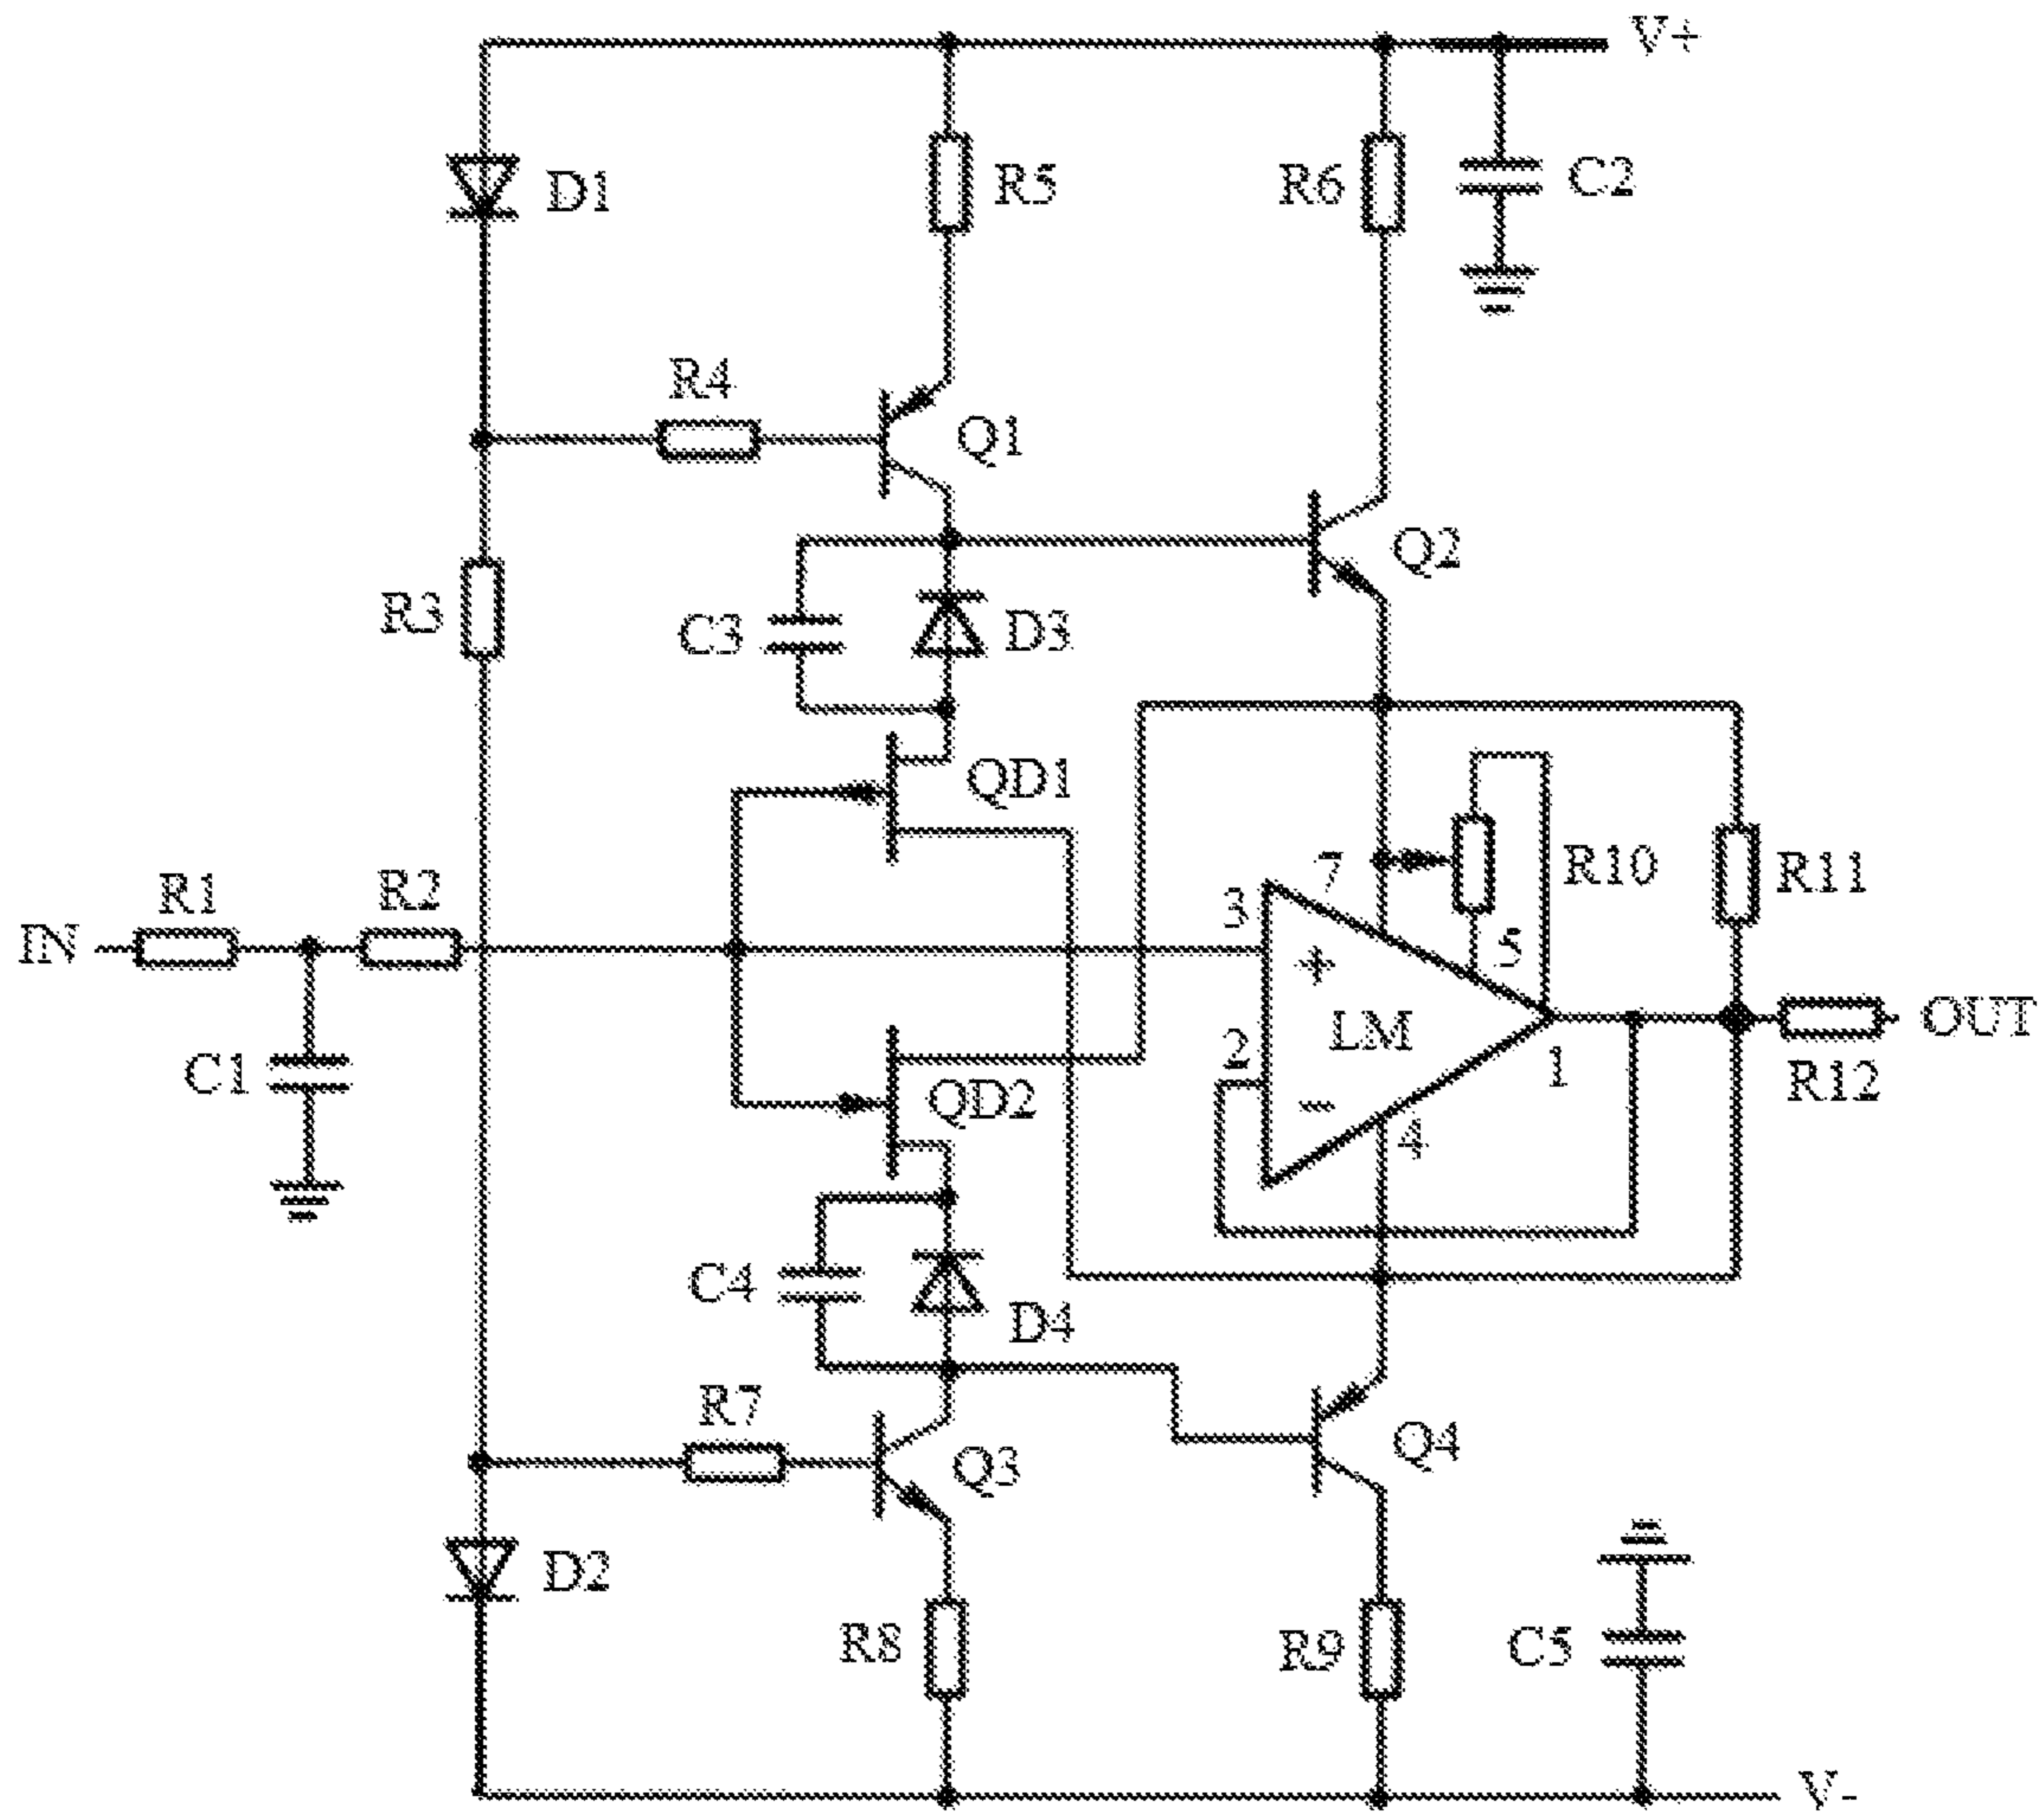 V+
D1
R5
R6
C2
R4
Q1
Q2
R3
C3
D3
QD1
R10
R11
7
3
IN
R1
R2
+
5
LM
OUT
2
1
C1
QD2
-
4
R12
C4
D4
R7
Q3
Q4
D2
R8
R9
C5
V-